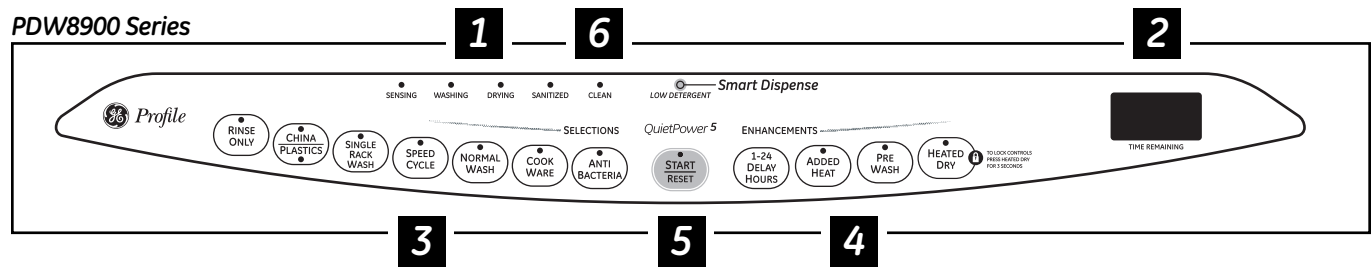 PDW8900 Series
1
6
2
SENSING
WASHING
DRYING
SANITIZED
CLEAN
LOW DETERGENT
Smart Dispense
GE
Profile
SELECTIONS
QuietPower 5
ENHANCEMENTS
RINSE
ONLY
CHINA
PLASTICS
SINGLE
RACK
WASH
SPEED
CYCLE
NORMAL
WASH
COOK
WARE
ANTI
BACTERIA
START
RESET
1-24
DELAY
HOURS
ADDED
HEAT
PRE
WASH
HEATED
DRY
TO LOCK CONTROLS
PRESS HEATED DRY
FOR 3 SECONDS
TIME REMAINING
3
5
4